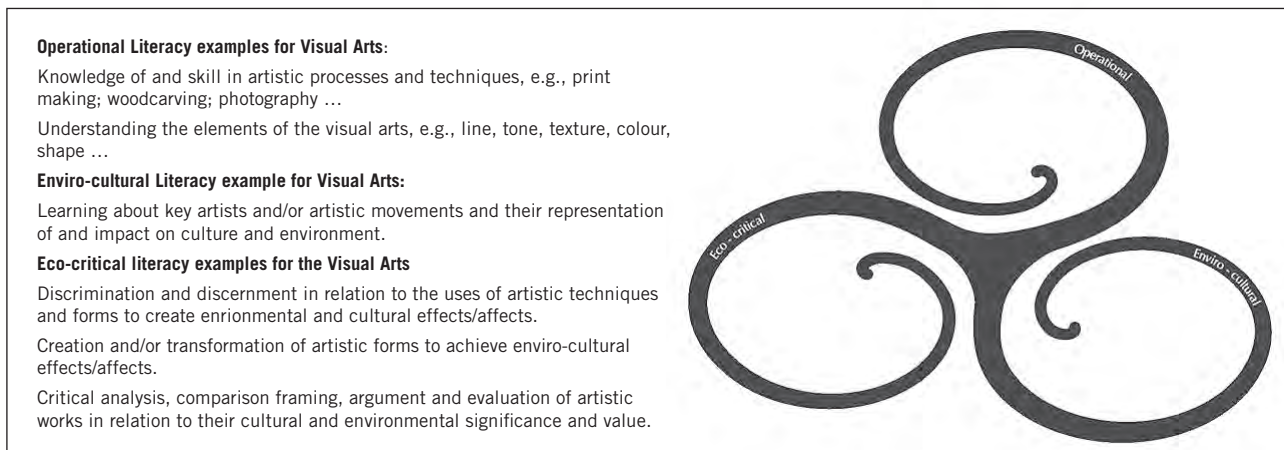 Operational Literacy examples for Visual Arts:
Knowledge of and skill in artistic processes and techniques, e.g., print
making; woodcarving; photography …
Understanding the elements of the visual arts, e.g., line, tone, texture, colour,
shape …
Enviro-cultural Literacy example for Visual Arts:
Learning about key artists and/or artistic movements and their representation
of and impact on culture and environment.
Eco-critical literacy examples for the Visual Arts
Discrimination and discernment in relation to the uses of artistic techniques
and forms to create enrionmental and cultural effects/affects.
Creation and/or transformation of artistic forms to achieve enviro-cultural
effects/affects.
Critical analysis, comparison framing, argument and evaluation of artistic
works in relation to their cultural and environmental significance and value.
Operational
Eco - critical
Enviro - cultural